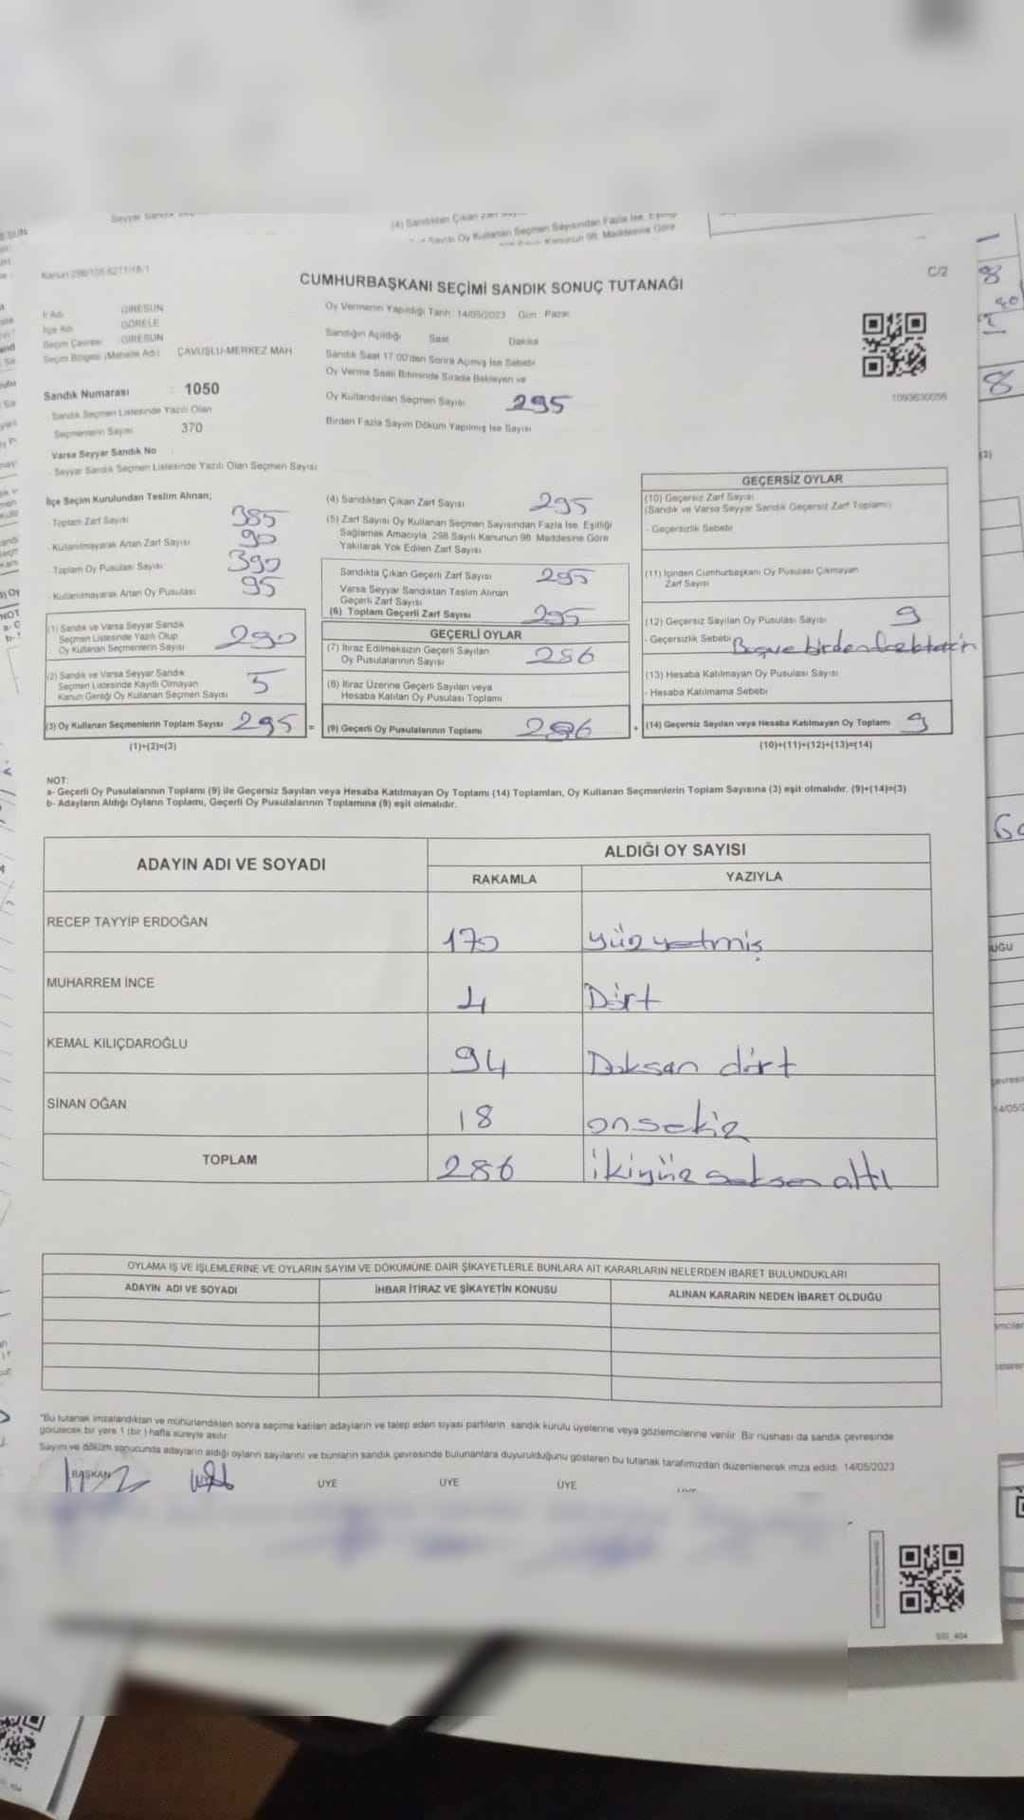 CUMHURBAŞKANI SEÇİMİ SANDIK SONUÇ TUTANAĞI
C/2
İl Adı GİRESUN
İlçe Adı GÖRELE
Seçim Çevresi GİRESUN
Seçim Bölgesi (Mahalle Adı) ÇAVUŞLU-MERKEZ MAH
Sandık Numarası : 1050
Sandık Seçmen Listesinde Yazılı Olan
Seçmenlerin Sayısı 370
Varsa Seyyar Sandık No
Seyyar Sandık Seçmen Listesinde Yazılı Olan Seçmen Sayısı
Oy Vermenin Yapıldığı Tarih: 14/05/2023 Gün : Pazar
Sandığın Açıldığı Saat Dakika
Sandık Saat 17.00'den Sonra Açılmış İse Sebebi
Oy Verme Saati Bitiminde Sırada Bekleyen ve
Oy Kullandırılan Seçmen Sayısı 295
Birden Fazla Sayım Döküm Yapılmış İse Sayısı
1093630056
İlçe Seçim Kurulundan Teslim Alınan;
Toplam Zarf Sayısı 385
- Kullanılmayarak Artan Zarf Sayısı 90
- Toplam Oy Pusulası Sayısı 390
- Kullanılmayarak Artan Oy Pusulası 95
(1) Sandık ve Varsa Seyyar Sandık
Seçmen Listesinde Yazılı Olup
Oy Kullanan Seçmenlerin Sayısı 290
(2) Sandık ve Varsa Seyyar Sandık
Seçmen Listesinde Kayıtlı Olmayan
Kanun Gereği Oy Kullanan Seçmen Sayısı 5
(3) Oy Kullanan Seçmenlerin Toplam Sayısı 295 =
(1)+(2)=(3)
(4) Sandıktan Çıkan Zarf Sayısı 295
(5) Zarf Sayısı Oy Kullanan Seçmen Sayısından Fazla İse, Eşitliği
Sağlamak Amacıyla 298 Sayılı Kanunun 98. Maddesine Göre
Yakılarak Yok Edilen Zarf Sayısı
Sandıkta Çıkan Geçerli Zarf Sayısı 295
Varsa Seyyar Sandıktan Teslim Alınan
Geçerli Zarf Sayısı
(6) Toplam Geçerli Zarf Sayısı 295
GEÇERLİ OYLAR
(7) İtiraz Edilmeksizin Geçerli Sayılan
Oy Pusulalarının Sayısı 286
(8) İtiraz Üzerine Geçerli Sayılan veya
Hesaba Katılan Oy Pusulası Toplamı
(9) Geçerli Oy Pusulalarının Toplamı 286 +
GEÇERSİZ OYLAR
(10) Geçersiz Zarf Sayısı
(Sandık ve Varsa Seyyar Sandık Geçersiz Zarf Toplamı)
- Geçersizlik Sebebi
(11) İçinden Cumhurbaşkanı Oy Pusulası Çıkmayan
Zarf Sayısı
(12) Geçersiz Sayılan Oy Pusulası Sayısı 9
- Geçersizlik Sebebi Boş ve birden fazla tercih
(13) Hesaba Katılmayan Oy Pusulası Sayısı
- Hesaba Katılmama Sebebi
(14) Geçersiz Sayılan veya Hesaba Katılmayan Oy Toplamı 9
(10)+(11)+(12)+(13)=(14)
NOT:
a- Geçerli Oy Pusulalarının Toplamı (9) ile Geçersiz Sayılan veya Hesaba Katılmayan Oy Toplamı (14) Toplamları, Oy Kullanan Seçmenlerin Toplam Sayısına (3) eşit olmalıdır. (9)+(14)=(3)
b- Adayların Aldığı Oyların Toplamı, Geçerli Oy Pusulalarının Toplamına (9) eşit olmalıdır.
ADAYIN ADI VE SOYADI
ALDIĞI OY SAYISI
RAKAMLA YAZIYLA
RECEP TAYYİP ERDOĞAN 170 yüz yetmiş
MUHARREM İNCE 4 Dört
KEMAL KILIÇDAROĞLU 94 Doksan dört
SİNAN OĞAN 18 onsekiz
TOPLAM 286 ikiyüz seksen altı
OYLAMA İŞ VE İŞLEMLERİNE VE OYLARIN SAYIM VE DÖKÜMÜNE DAİR ŞİKAYETLERLE BUNLARA AİT KARARLARIN NELERDEN İBARET BULUNDUKLARI
ADAYIN ADI VE SOYADI İHBAR İTİRAZ VE ŞİKAYETİN KONUSU ALINAN KARARIN NEDEN İBARET OLDUĞU
"Bu tutanak imzalandıktan ve mühürlendikten sonra seçime katılan adayların ve talep eden siyasi partilerin sandık kurulu üyelerine veya gözlemcilerine verilir. Bir nüshası da sandık çevresinde
görülecek bir yere 1 (bir) hafta süreyle asılır.
Sayım ve döküm sonucunda adayların aldığı oyların sayılarını ve bunların sandık çevresinde bulunanlara duyurulduğunu gösteren bu tutanak tarafımızdan düzenlenerek imza edildi. 14/05/2023
BAŞKAN ÜYE ÜYE ÜYE